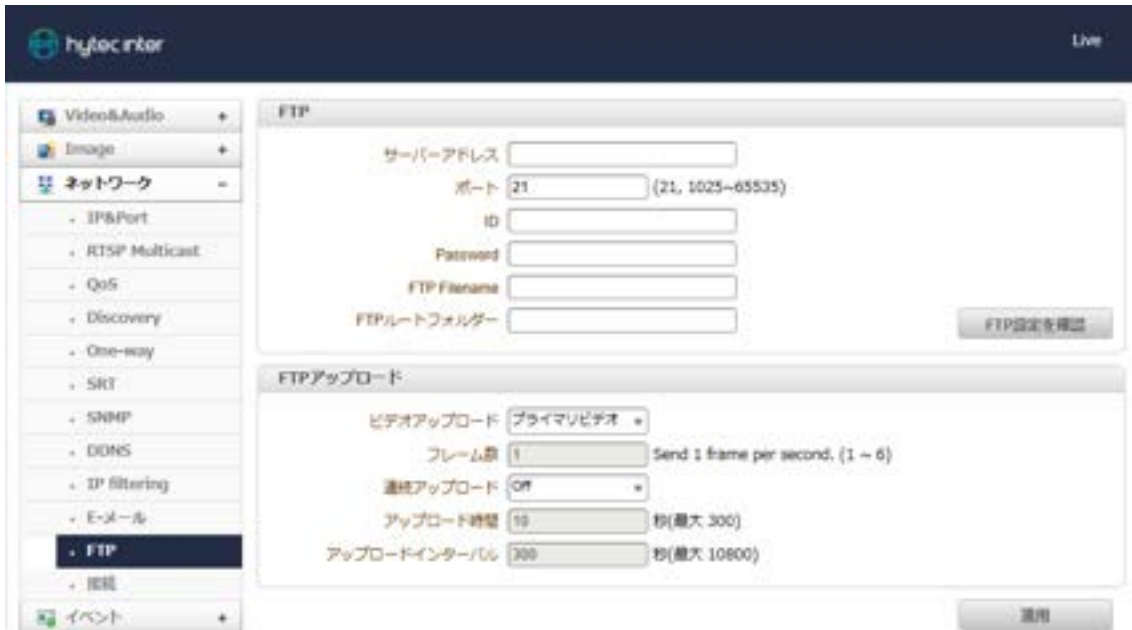 hytec inter
Live
Video&Audio +
Image +
ネットワーク -
IP&Port
RTSP Multicast
QoS
Discovery
One-way
SRT
SNMP
DDNS
IP filtering
E-メール
FTP
接続
イベント +
FTP
サーバーアドレス
ポート 21 (21, 1025~65535)
ID
Password
FTP Filename
FTPルートフォルダー
FTP設定を確認
FTPアップロード
ビデオアップロード プライマリビデオ
フレーム数 1 Send 1 frame per second. (1 ~ 6)
連続アップロード Off
アップロード時間 10 秒(最大 300)
アップロードインターバル 300 秒(最大 10800)
適用